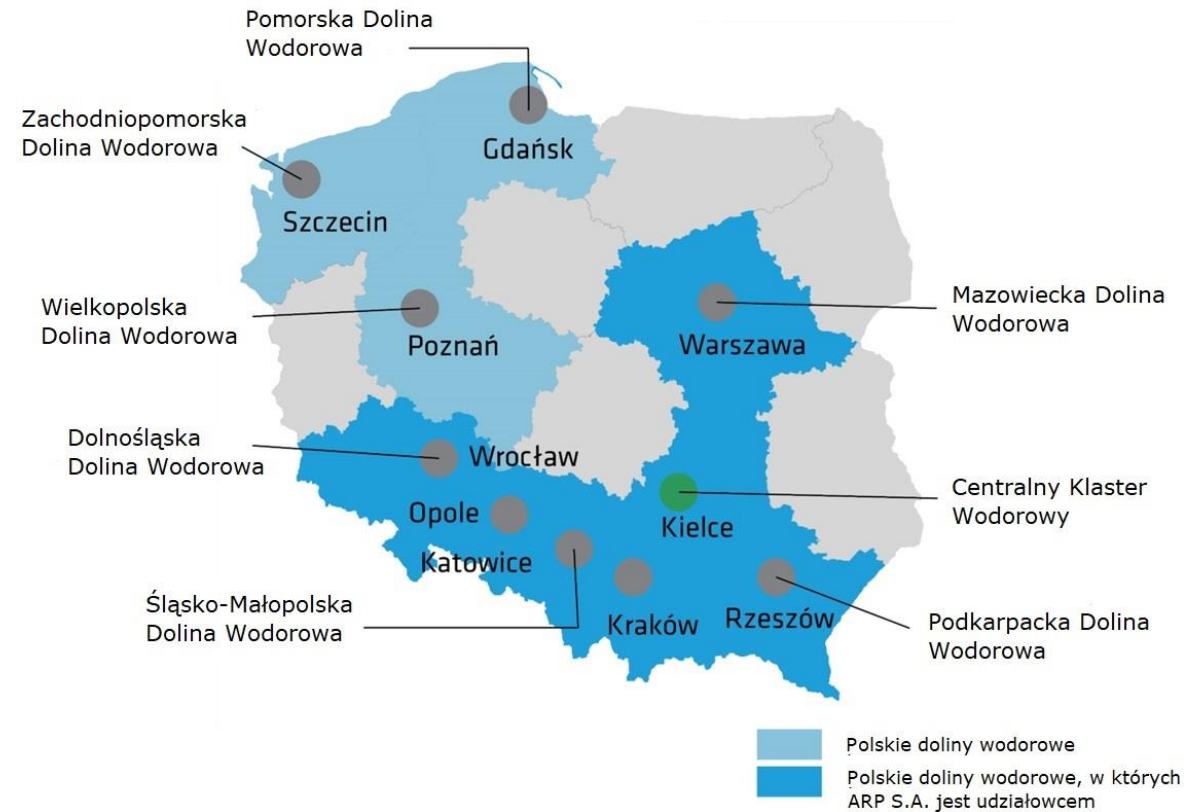 Pomorska Dolina
Wodorowa
Zachodniopomorska
Dolina Wodorowa
Gdańsk
Szczecin
Wielkopolska
Dolina Wodorowa
Poznań
Mazowiecka Dolina
Wodorowa
Warszawa
Dolnośląska
Dolina Wodorowa
Wrocław
Opole
Katowice
Centralny Klaster
Wodorowy
Kielce
Śląsko-Małopolska
Dolina Wodorowa
Kraków
Rzeszów
Podkarpacka Dolina
Wodorowa
Polskie doliny wodorowe
Polskie doliny wodorowe, w których
ARP S.A. jest udziałowcem